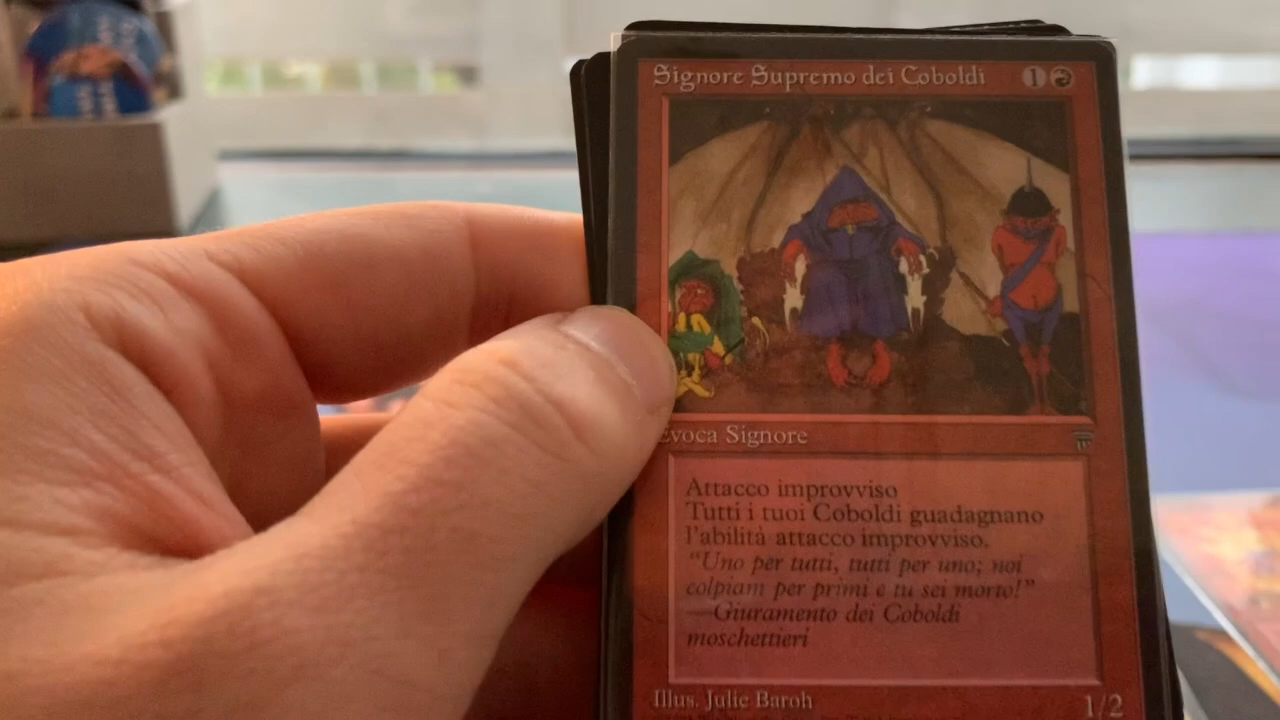 Signore Supremo dei Coboldi 1
Evoca Signore
Attacco improvviso
Tutti i tuoi Coboldi guadagnano
l'abilità attacco improvviso.
"Uno per tutti, tutti per uno; noi
colpiam per primi e tu sei morto!"
—Giuramento dei Coboldi
moschettieri
Illus. Julie Baroh 1/2